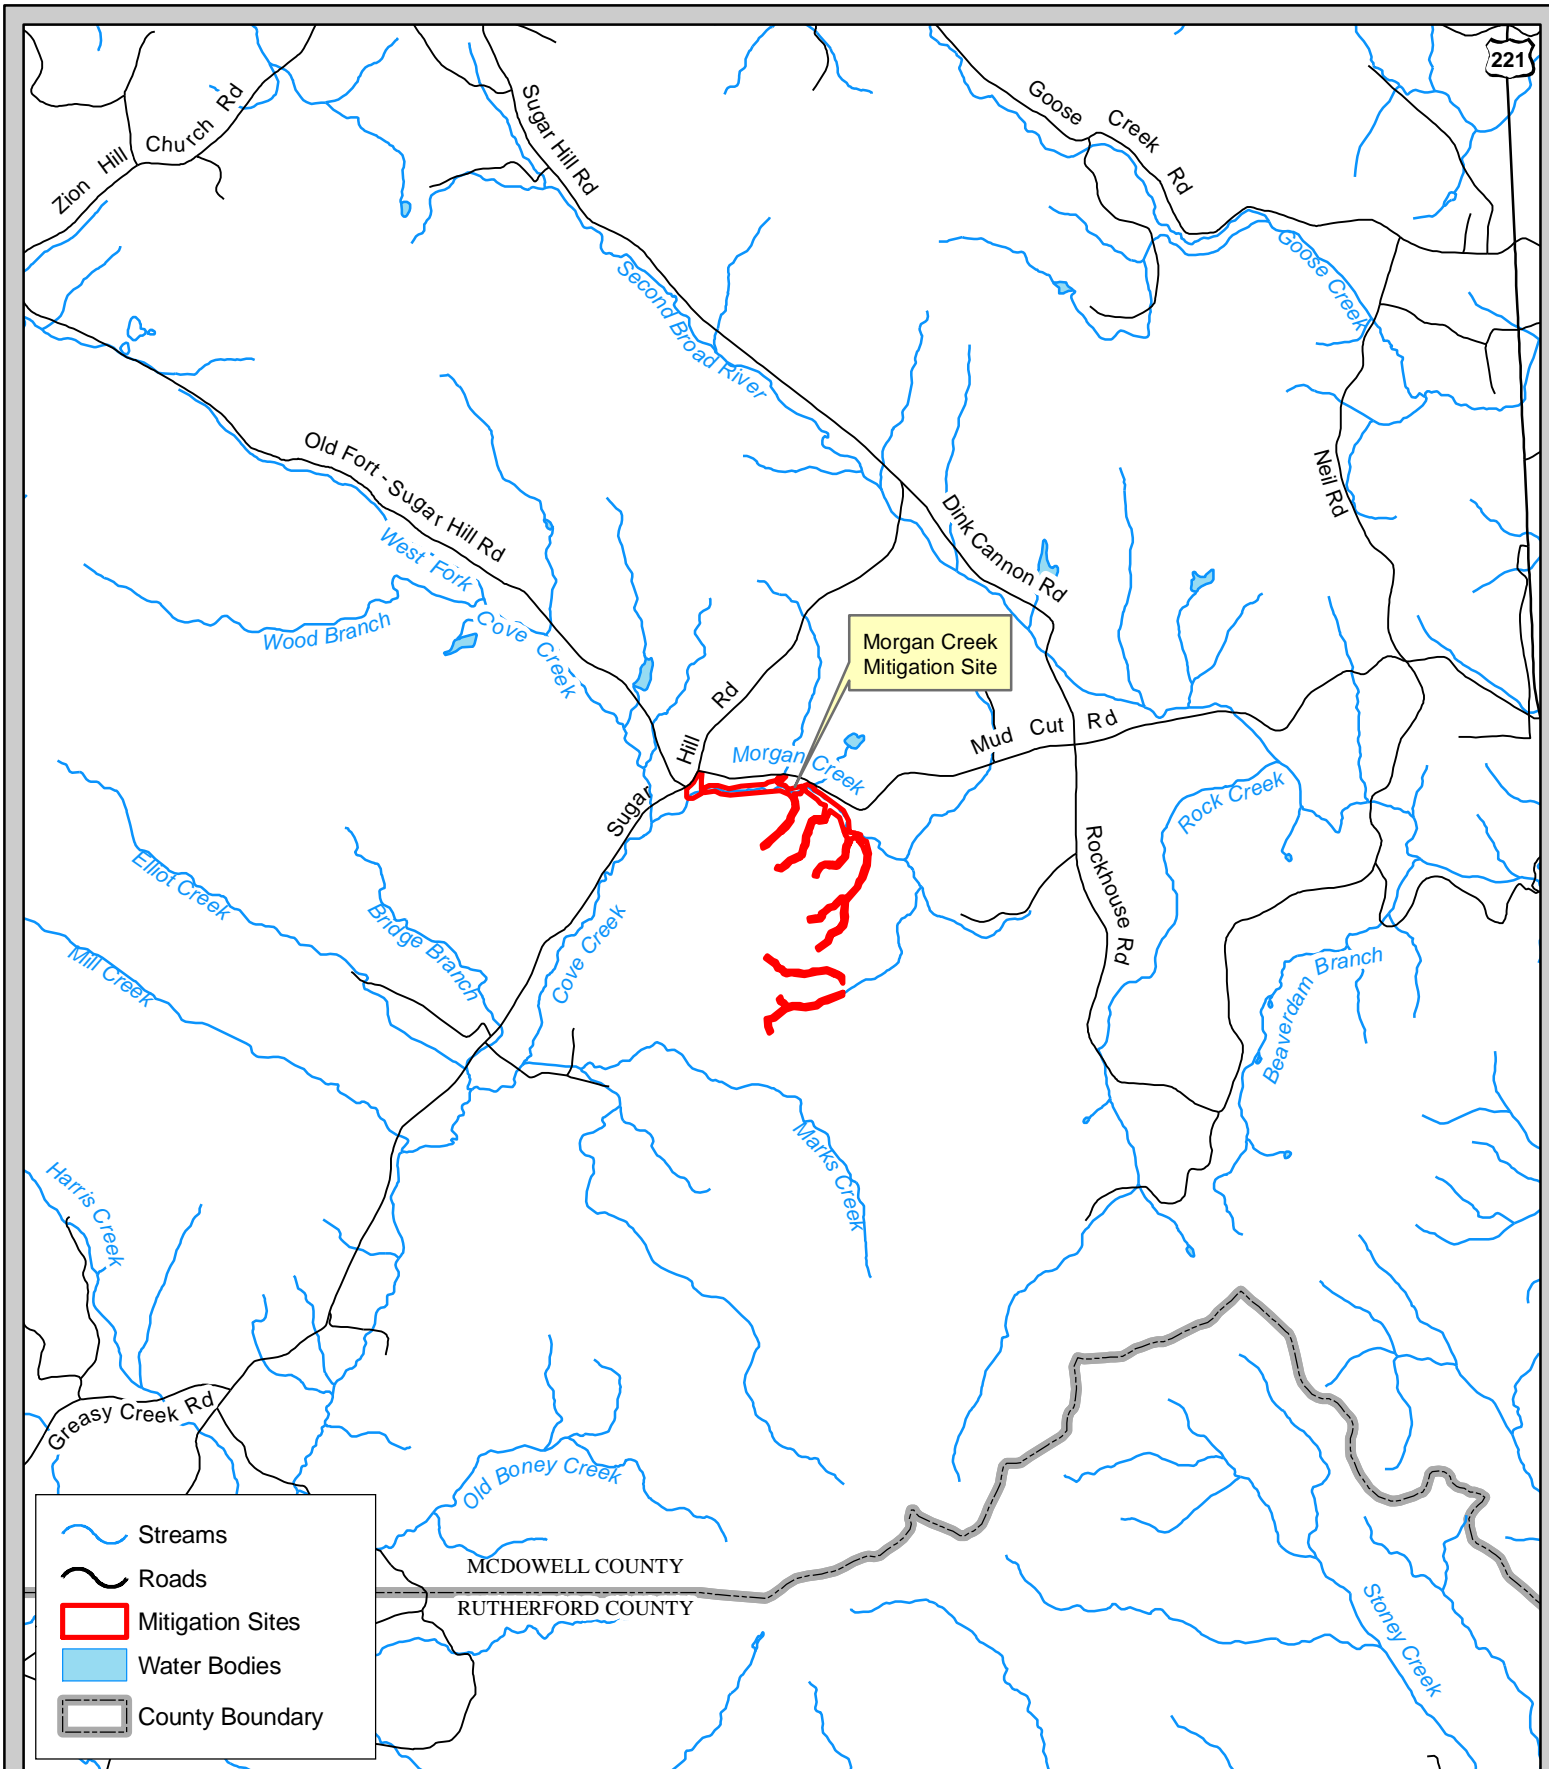 221
Zion Hill Church Rd
Sugar Hill Rd
Goose Creek Rd
Goose Creek
Second Broad River
Old Fort - Sugar Hill Rd
Neil Rd
Dink Cannon Rd
West Fork Cove Creek
Wood Branch
Morgan Creek
Mitigation Site
Sugar Hill Rd
Mud Cut Rd
Morgan Creek
Rock Creek
Rockhouse Rd
Elliot Creek
Bridge Branch
Cove Creek
Mill Creek
Beaverdam Branch
Marks Creek
Harris Creek
Greasy Creek Rd
Old Boney Creek
Streams
Roads
Mitigation Sites
Water Bodies
County Boundary
MCDOWELL COUNTY
RUTHERFORD COUNTY
Stoney Creek